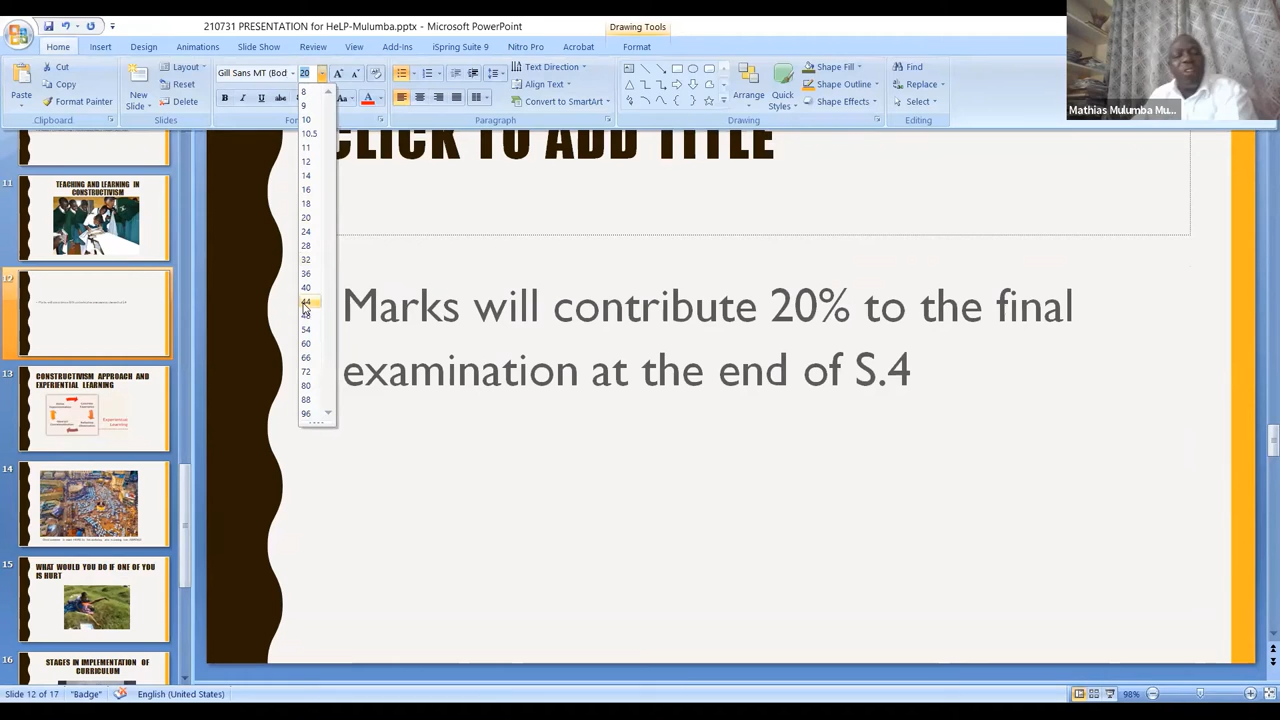 210731 PRESENTATION for HeLP-Mulumba.pptx - Microsoft PowerPoint
Drawing Tools
Home Insert Design Animations Slide Show Review View Add-Ins iSpring Suite 9 Nitro Pro Acrobat Format
Paste
Cut
Copy
Format Painter
Clipboard
New Slide
Layout
Reset
Delete
Slides
Gill Sans MT (Bod
20
B I U abc
Aa A
Text Direction
Align Text
Convert to SmartArt
Paragraph
Arrange
Quick Styles
Shape Fill
Shape Outline
Shape Effects
Drawing
Find
Replace
Select
Editing
Mathias Mulumba Mu...
8
9
10
10.5
11
12
14
16
18
20
24
28
32
36
40
44
48
54
60
66
72
80
88
96
11
TEACHING AND LEARNING IN
CONSTRUCTIVISM
12
13
CONSTRUCTIVISM APPROACH AND
EXPERIENTIAL LEARNING
Experiential
Learning
14
15
WHAT WOULD YOU DO IF ONE OF YOU
IS HURT
16
STAGES IN IMPLEMENTATION OF
CURRICULUM
CLICK TO ADD TITLE
Marks will contribute 20% to the final
examination at the end of S.4
Slide 12 of 17
"Badge"
English (United States)
98%